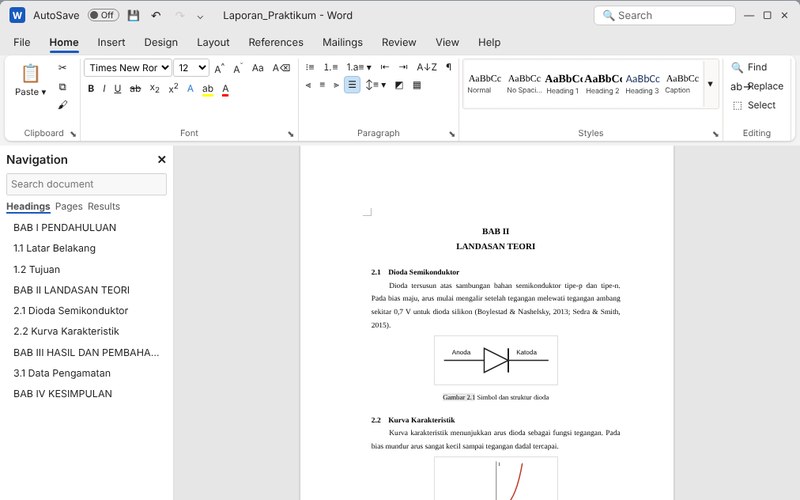 W AutoSave Off Laporan_Praktikum - Word Search
File Home Insert Design Layout References Mailings Review View Help
Paste
Clipboard
Times New Ror 12 A^ Aˇ Aa A⌫
B I U ab x2 x2 A ab A
Font
A↓Z ¶
Paragraph
AaBbCc AaBbCc AaBbCc AaBbCc AaBbCc AaBbCc
Normal No Spaci... Heading 1 Heading 2 Heading 3 Caption
Styles
Find
Replace
Select
Editing
Navigation
Search document
Headings Pages Results
BAB I PENDAHULUAN
1.1 Latar Belakang
1.2 Tujuan
BAB II LANDASAN TEORI
2.1 Dioda Semikonduktor
2.2 Kurva Karakteristik
BAB III HASIL DAN PEMBAHA...
3.1 Data Pengamatan
BAB IV KESIMPULAN
BAB II
LANDASAN TEORI
2.1 Dioda Semikonduktor
Dioda tersusun atas sambungan bahan semikonduktor tipe-p dan tipe-n.
Pada bias maju, arus mulai mengalir setelah tegangan melewati tegangan ambang
sekitar 0,7 V untuk dioda silikon (Boylestad & Nashelsky, 2013; Sedra & Smith,
2015).
Anoda Katoda
Gambar 2.1 Simbol dan struktur dioda
2.2 Kurva Karakteristik
Kurva karakteristik menunjukkan arus dioda sebagai fungsi tegangan. Pada
bias mundur arus sangat kecil sampai tegangan dadal tercapai.
I